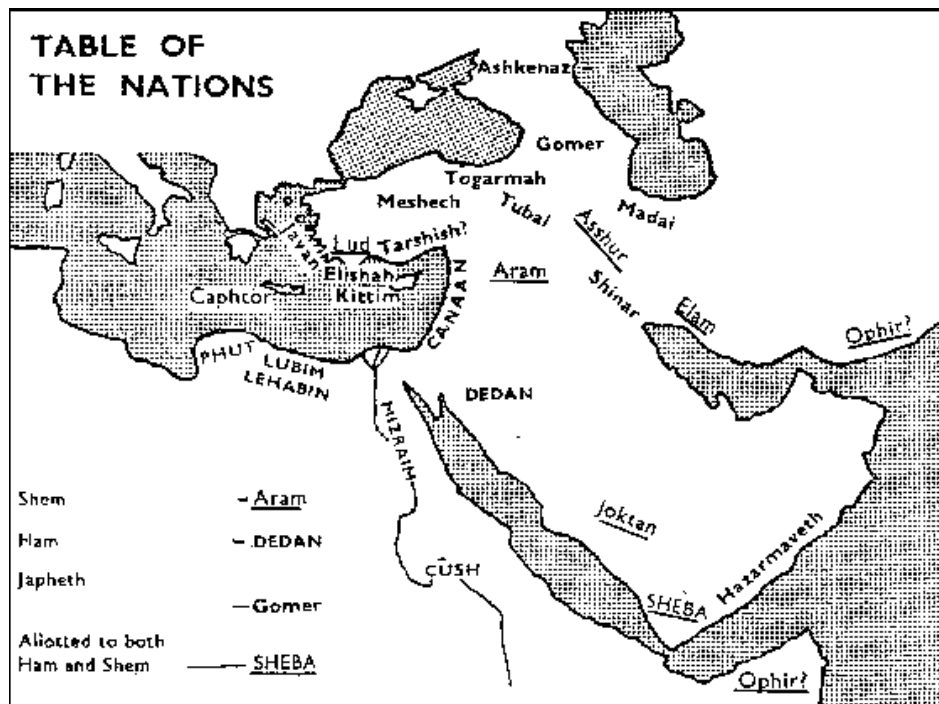 TABLE OF
THE NATIONS
Ashkenaz
Gomer
Togarmah
Meshech
Tubal
Madai
Asshur
Lud
Tarshish?
Javan
Elishah
Kittim
Aram
Shinar
Caphtor
CANAAN
Elam
Ophir?
PHUT
LUBIM
LEHABIN
DEDAN
MIZRAIM
Joktan
Hazarmaveth
CUSH
SHEBA
Ophir?
Shem – Aram
Ham – DEDAN
Japheth
– Gomer
Allotted to both
Ham and Shem — SHEBA